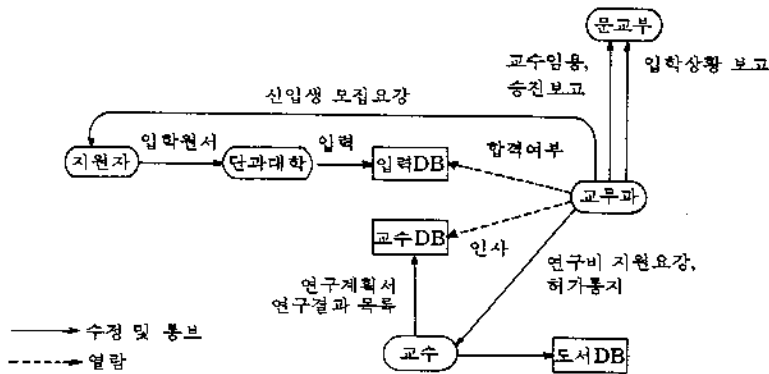 문교부
교수임용,
승진보고
입학상황 보고
신입생 모집요강
지원자
입학원서
단과대학
입력
입력DB
합격여부
교무과
교수DB
인사
연구계획서
연구결과 목록
연구비 지원요강,
허가통지
수정 및 통브
열람
교수
도서DB